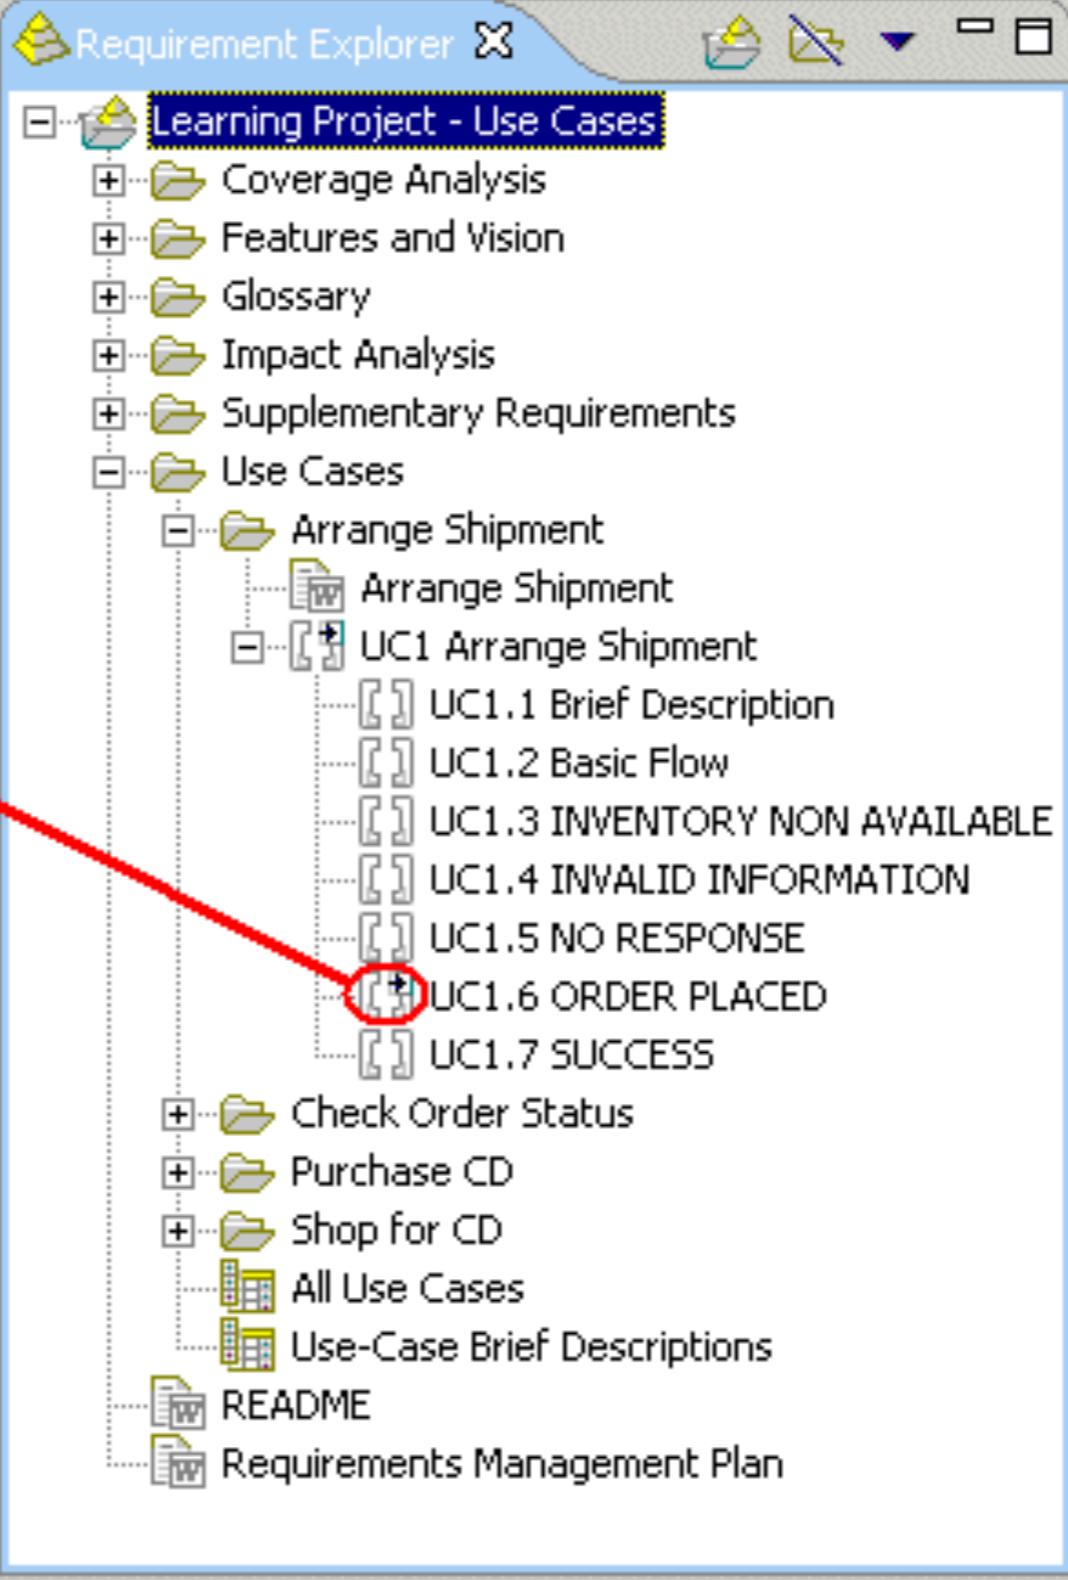 Requirement Explorer
Learning Project - Use Cases
Coverage Analysis
Features and Vision
Glossary
Impact Analysis
Supplementary Requirements
Use Cases
Arrange Shipment
Arrange Shipment
UC1 Arrange Shipment
UC1.1 Brief Description
UC1.2 Basic Flow
UC1.3 INVENTORY NON AVAILABLE
UC1.4 INVALID INFORMATION
UC1.5 NO RESPONSE
UC1.6 ORDER PLACED
UC1.7 SUCCESS
Check Order Status
Purchase CD
Shop for CD
All Use Cases
Use-Case Brief Descriptions
README
Requirements Management Plan